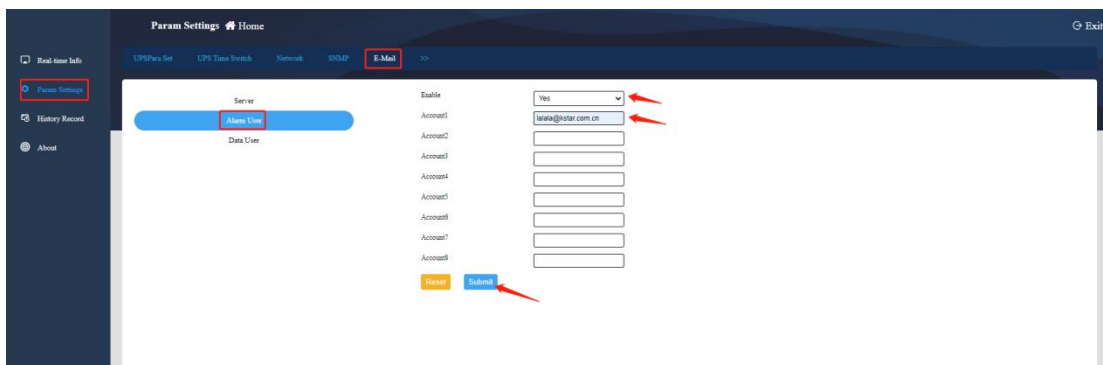 Param Settings Home
Exit
Real-time Info
Param Settings
History Record
About
UPSPara Set UPS Time Switch Network SNMP E-Mail >>
Server
Alarm User
Data User
Enable Yes
Account1 lalala@kstar.com.cn
Account2
Account3
Account4
Account5
Account6
Account7
Account8
Reset Submit